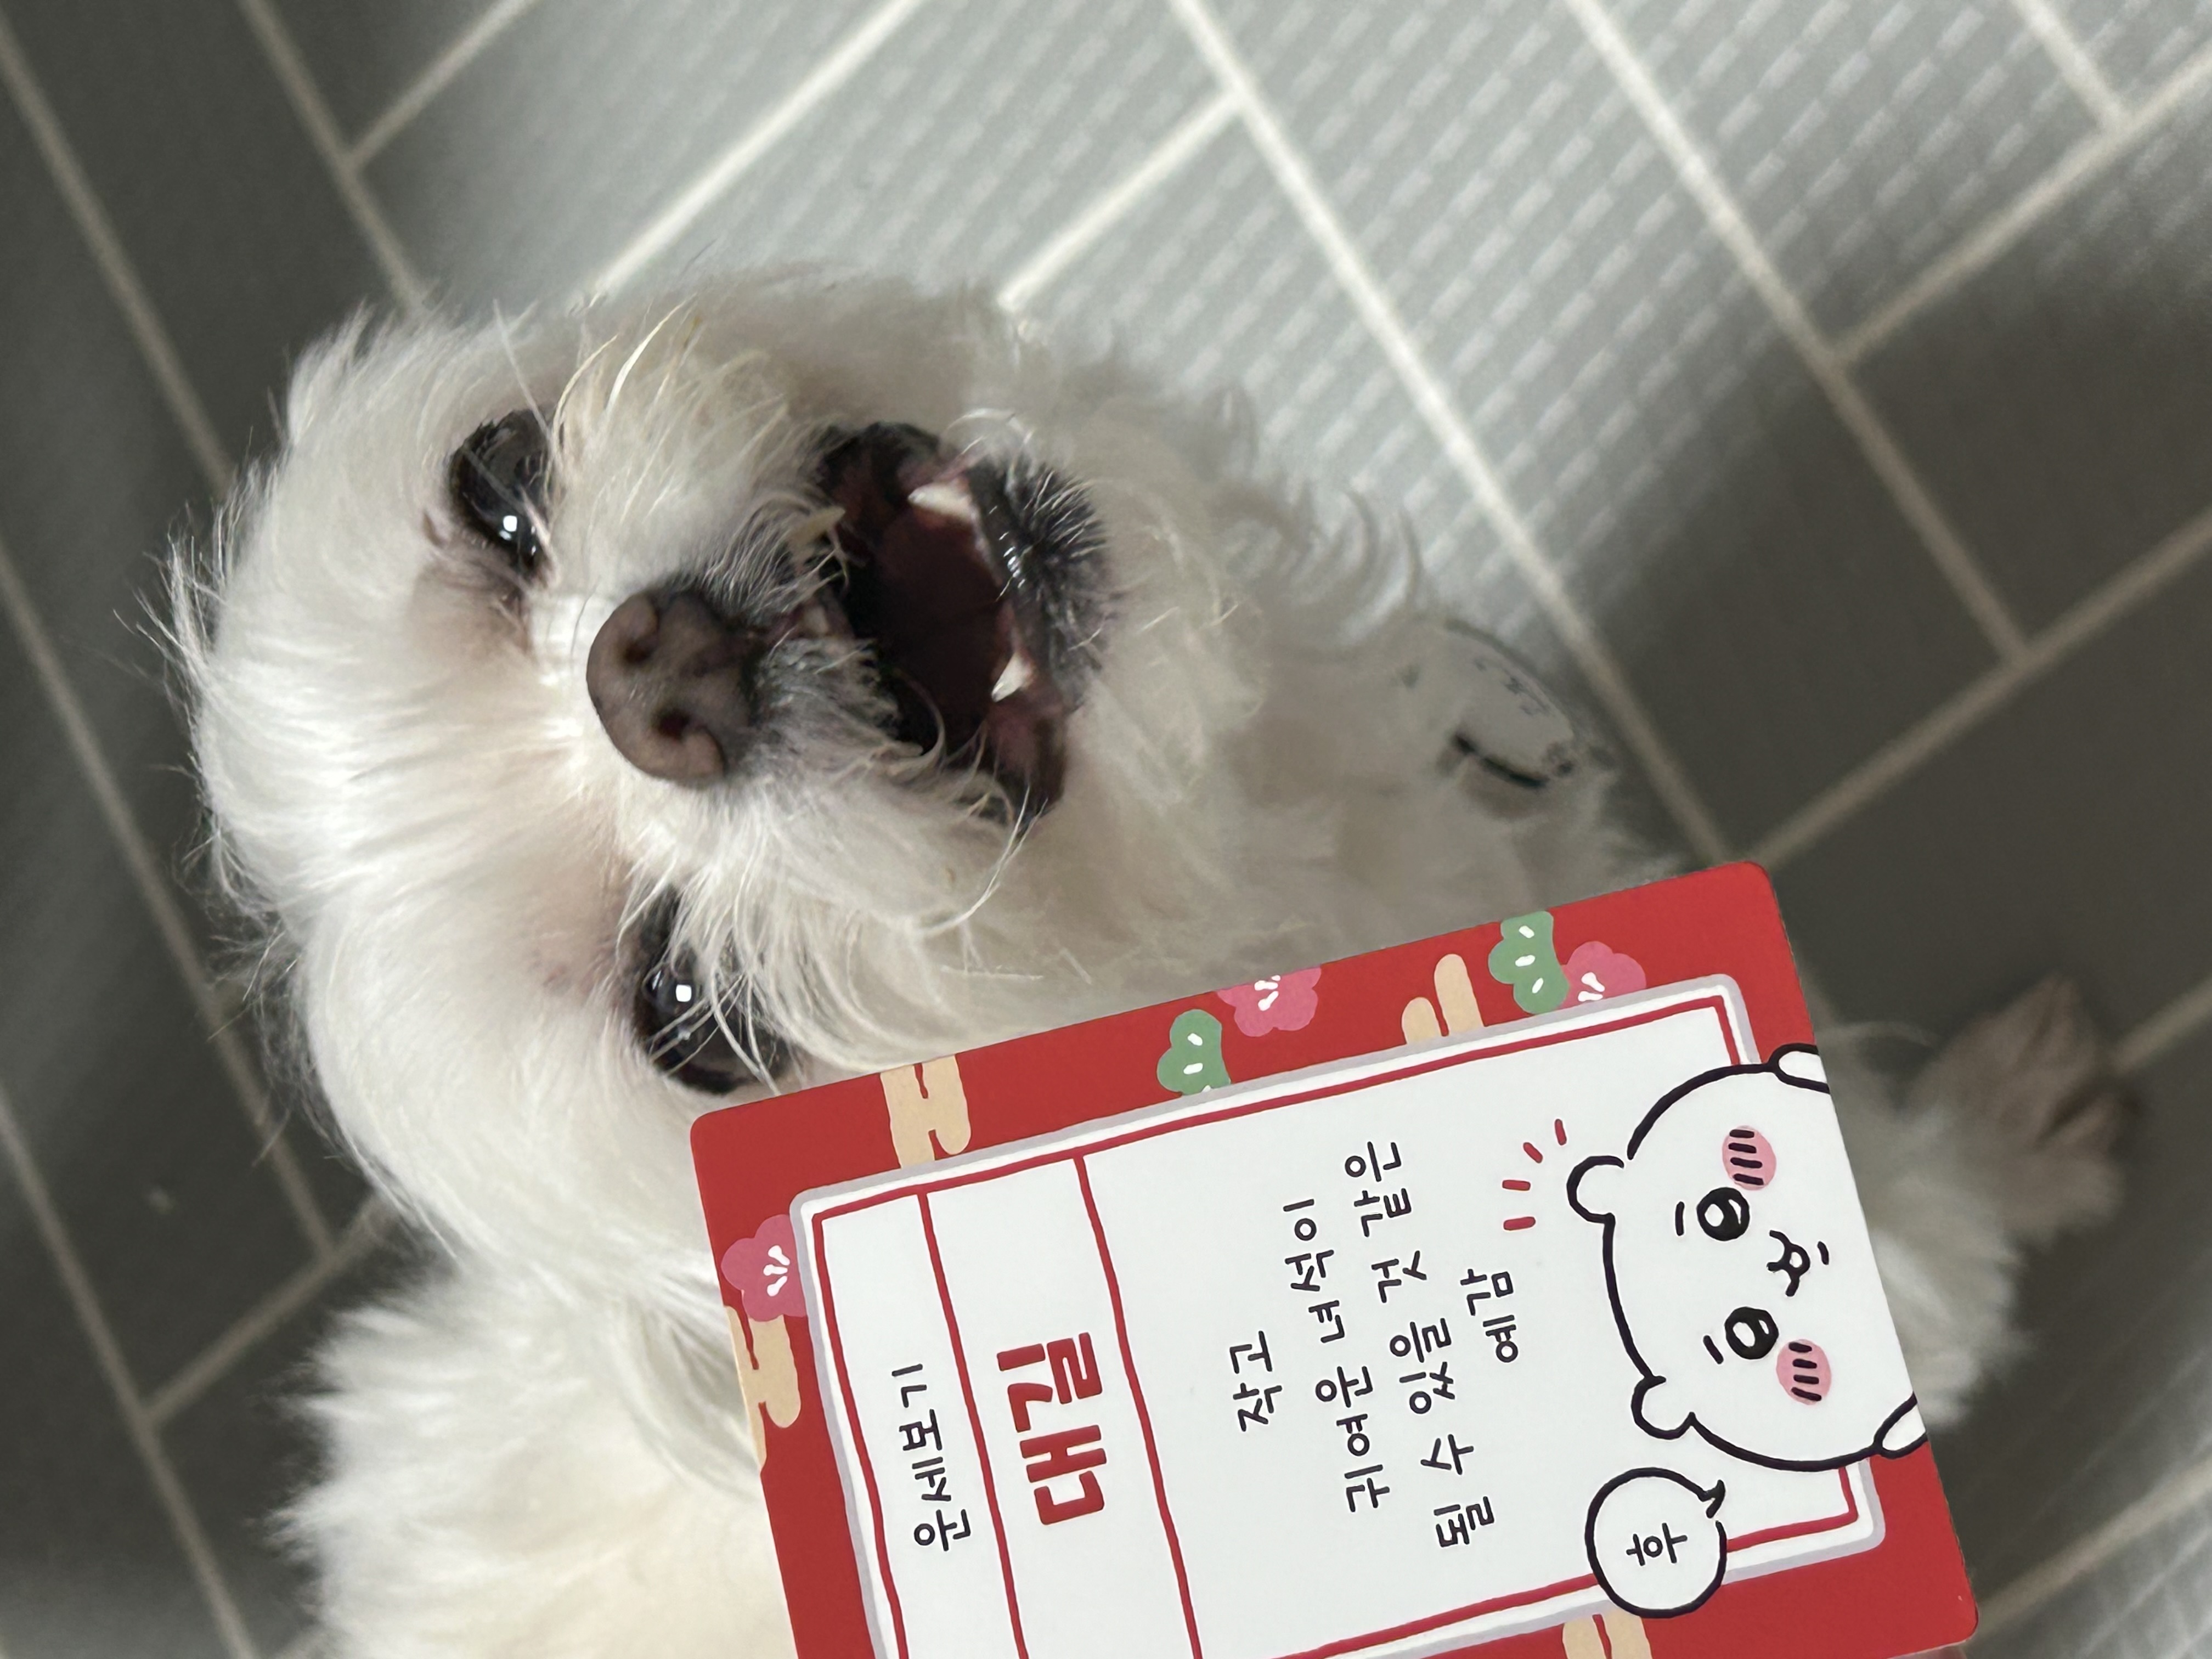 운세보기
대길
작고
귀여운 녀석이
될 수 있을 것 같은
예감
후